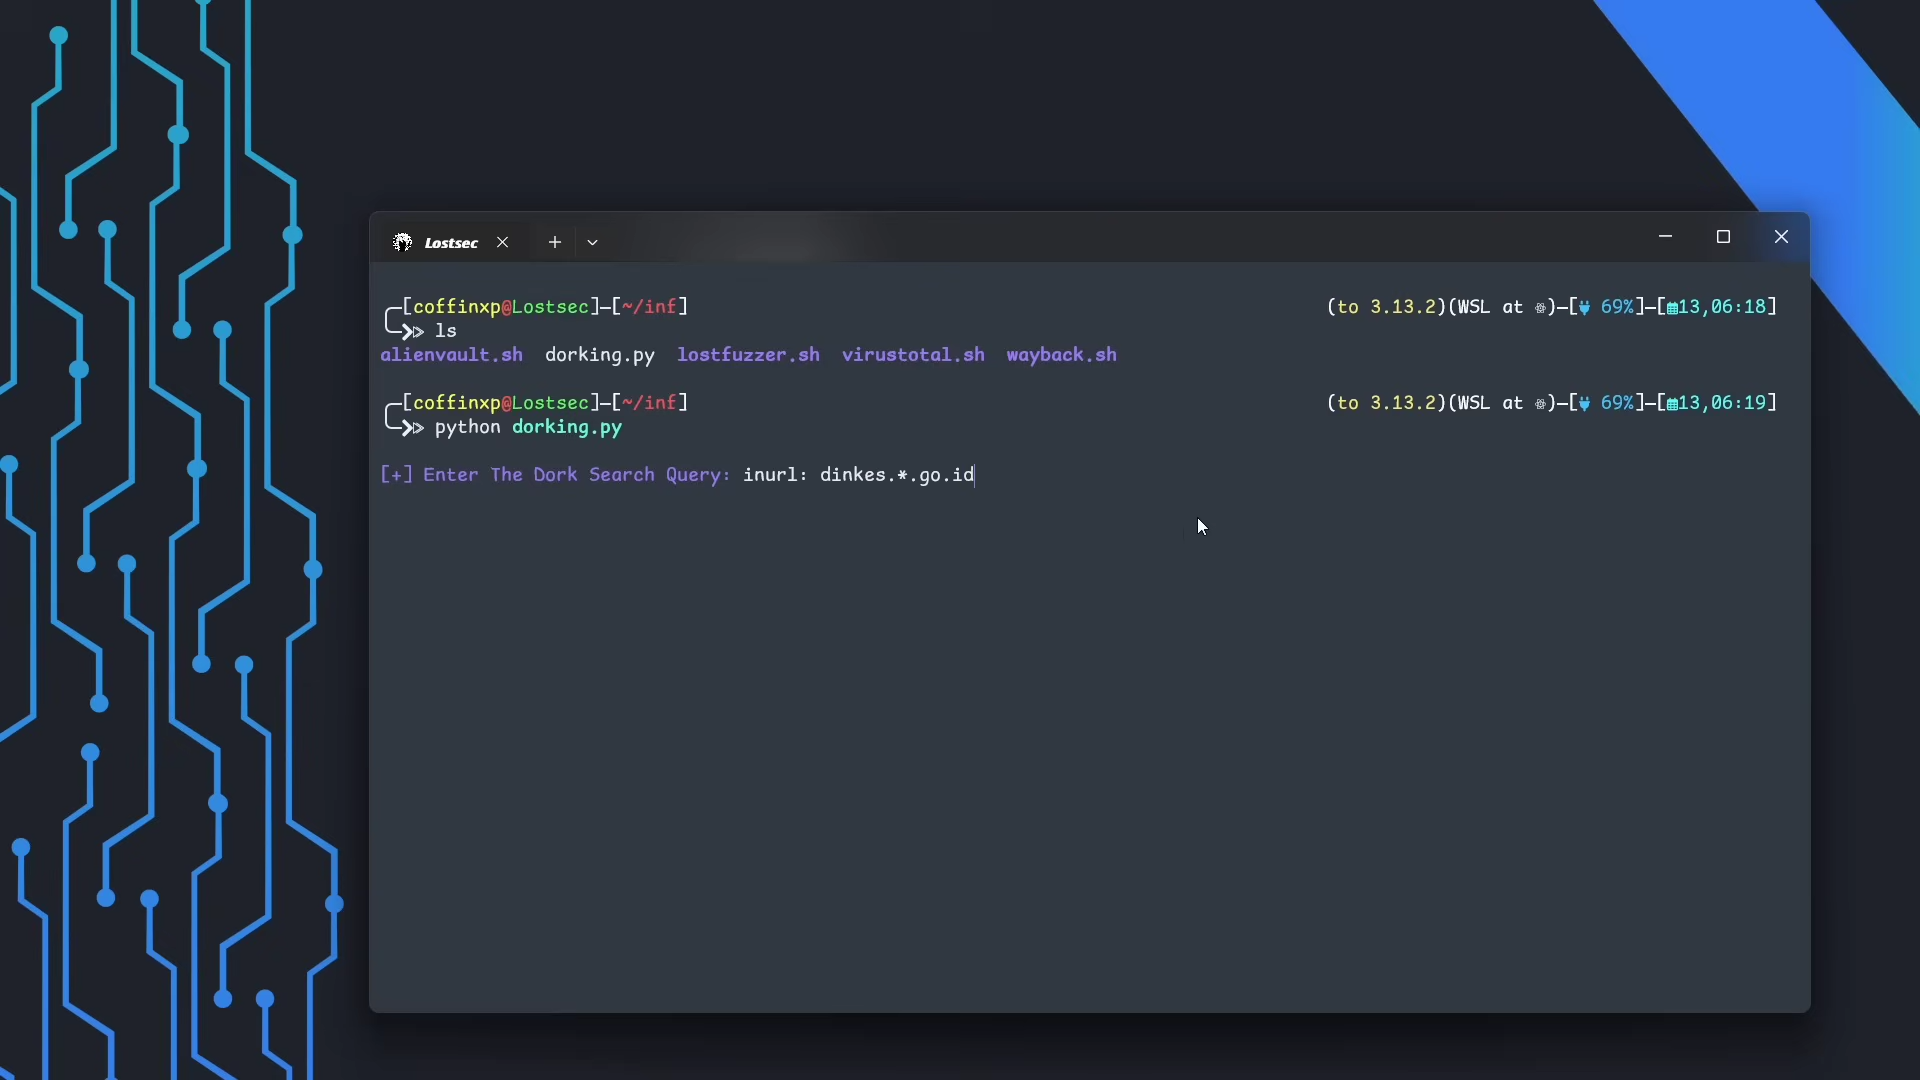 Lostsec
[coffinxp@Lostsec]-[~/inf] (to 3.13.2)(WSL at )-[ 69%]-[13,06:18]
ls
alienvault.sh dorking.py lostfuzzer.sh virustotal.sh wayback.sh
[coffinxp@Lostsec]-[~/inf] (to 3.13.2)(WSL at )-[ 69%]-[13,06:19]
python dorking.py
[+] Enter The Dork Search Query: inurl: dinkes.*.go.id